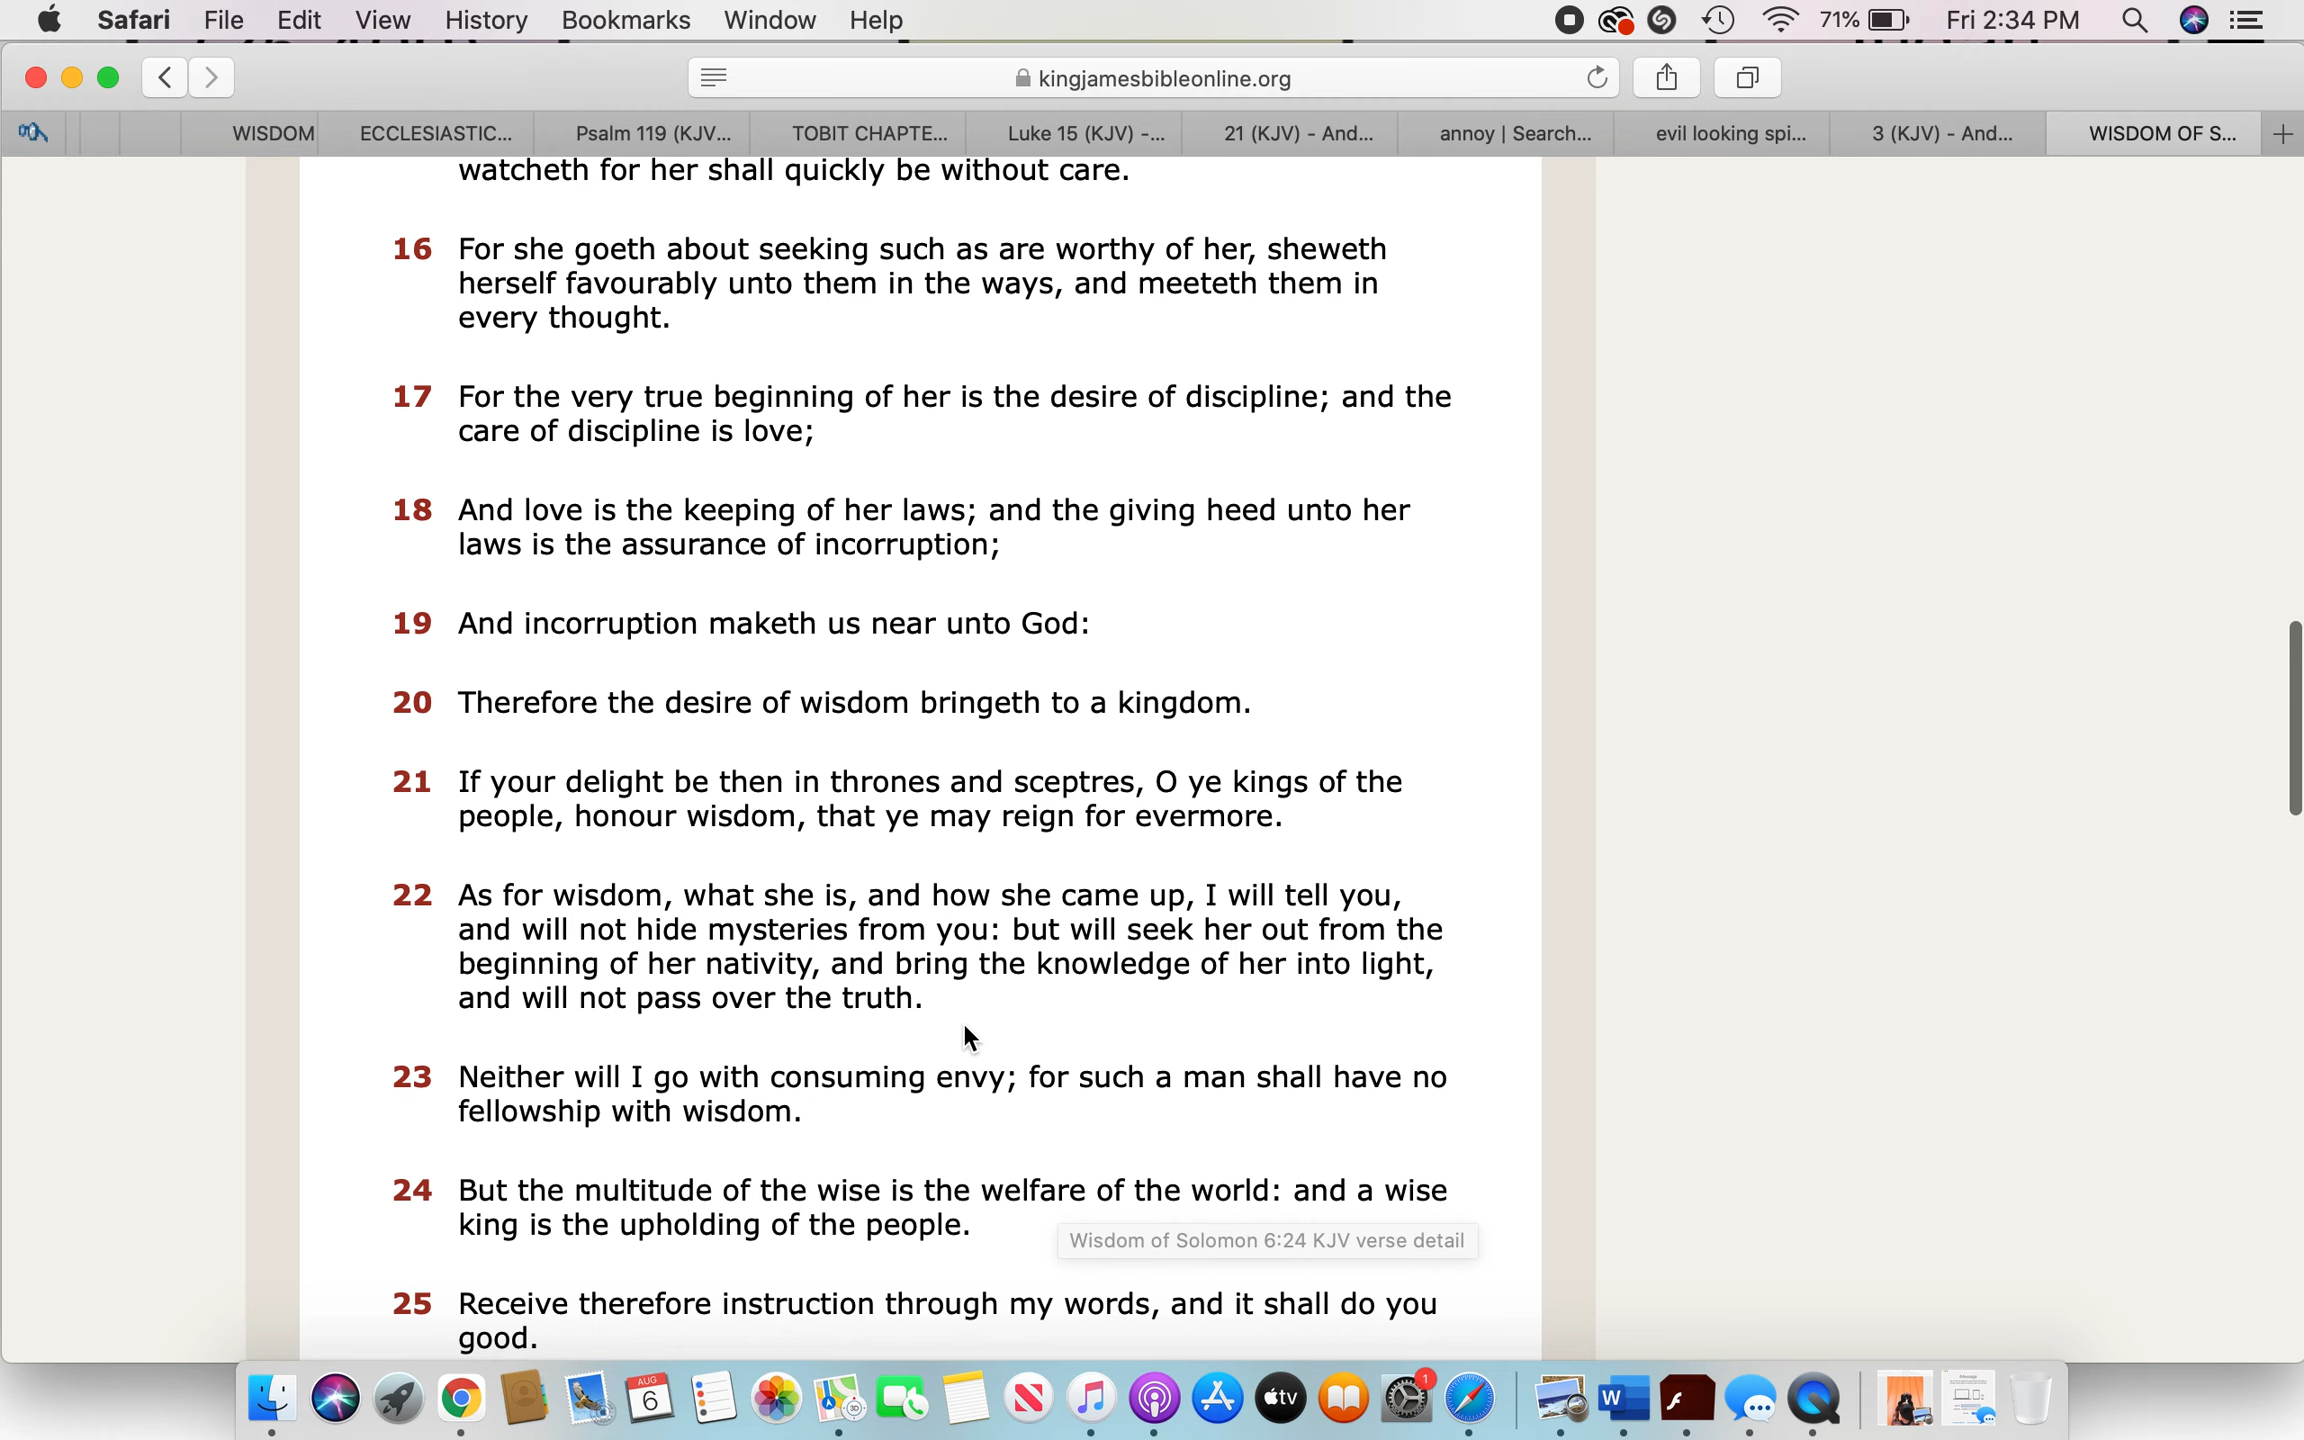 Safari File Edit View History Bookmarks Window Help 71% Fri 2:34 PM
kingjamesbibleonline.org
WISDOM ECCLESIASTIC... Psalm 119 (KJV... TOBIT CHAPTE... Luke 15 (KJV) -... 21 (KJV) - And... annoy | Search... evil looking spi... 3 (KJV) - And... WISDOM OF S...
watcheth for her shall quickly be without care.
16 For she goeth about seeking such as are worthy of her, sheweth
herself favourably unto them in the ways, and meeteth them in
every thought.
17 For the very true beginning of her is the desire of discipline; and the
care of discipline is love;
18 And love is the keeping of her laws; and the giving heed unto her
laws is the assurance of incorruption;
19 And incorruption maketh us near unto God:
20 Therefore the desire of wisdom bringeth to a kingdom.
21 If your delight be then in thrones and sceptres, O ye kings of the
people, honour wisdom, that ye may reign for evermore.
22 As for wisdom, what she is, and how she came up, I will tell you,
and will not hide mysteries from you: but will seek her out from the
beginning of her nativity, and bring the knowledge of her into light,
and will not pass over the truth.
23 Neither will I go with consuming envy; for such a man shall have no
fellowship with wisdom.
24 But the multitude of the wise is the welfare of the world: and a wise
king is the upholding of the people.
Wisdom of Solomon 6:24 KJV verse detail
25 Receive therefore instruction through my words, and it shall do you
good.
AUG
6
3D
tv
1
W